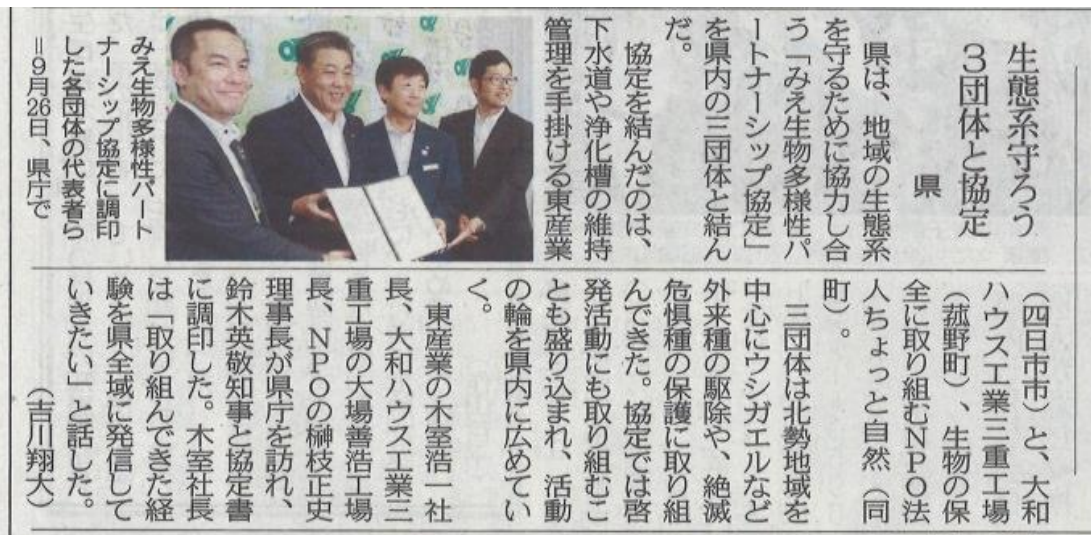 生態系守ろう
3団体と協定
県
県は、地域の生態系
を守るために協力し合
う「みえ生物多様性パ
ートナーシップ協定」
を県内の三団体と結ん
だ。
協定を結んだのは、
下水道や浄化槽の維持
管理を手掛ける東産業
みえ生物多様性パート
ナーシップ協定に調印
した各団体の代表者ら
=9月26日、県庁で
(四日市市)と、大和
ハウス工業三重工場
(菰野町)、生物の保
全に取り組むNPO法
人ちょっと自然(同
町)。
三団体は北勢地域を
中心にウシガエルなど
外来種の駆除や、絶滅
危惧種の保護に取り組
んできた。協定では啓
発活動にも取り組むこ
とも盛り込まれ、活動
の輪を県内に広めてい
く。
東産業の木室浩一社
長、大和ハウス工業三
重工場の大場善浩工場
長、NPOの榊枝正史
理事長が県庁を訪れ、
鈴木英敬知事と協定書
に調印した。木室社長
は「取り組んできた経
験を県全域に発信して
いきたい」と話した。
(吉川翔大)